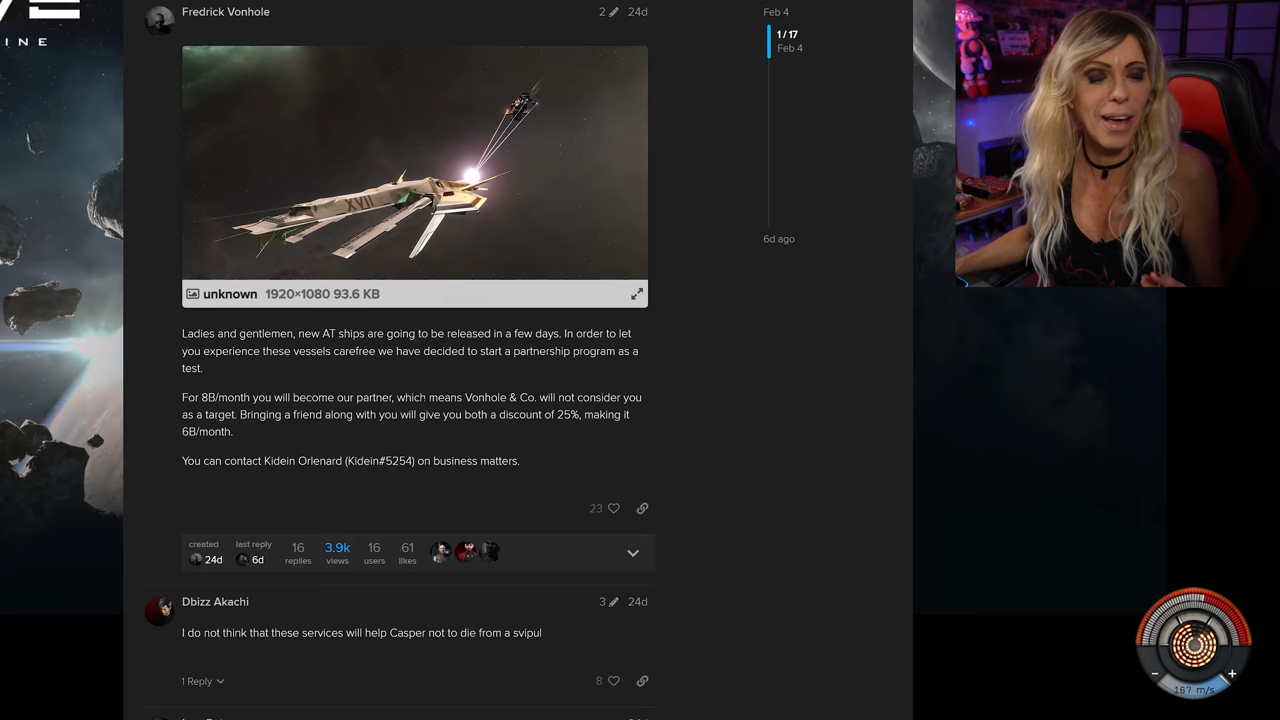 INE
Fredrick Vonhole
2 24d
XVII
unknown 1920×1080 93.6 KB
Ladies and gentlemen, new AT ships are going to be released in a few days. In order to let
you experience these vessels carefree we have decided to start a partnership program as a
test.
For 8B/month you will become our partner, which means Vonhole & Co. will not consider you
as a target. Bringing a friend along with you will give you both a discount of 25%, making it
6B/month.
You can contact Kidein Orlenard (Kidein#5254) on business matters.
23
created last reply 16 3.9k 16 61
24d 6d replies views users likes
Dbizz Akachi
3 24d
I do not think that these services will help Casper not to die from a svipul
1 Reply
8
Feb 4
1 / 17
Feb 4
6d ago
167 m/s